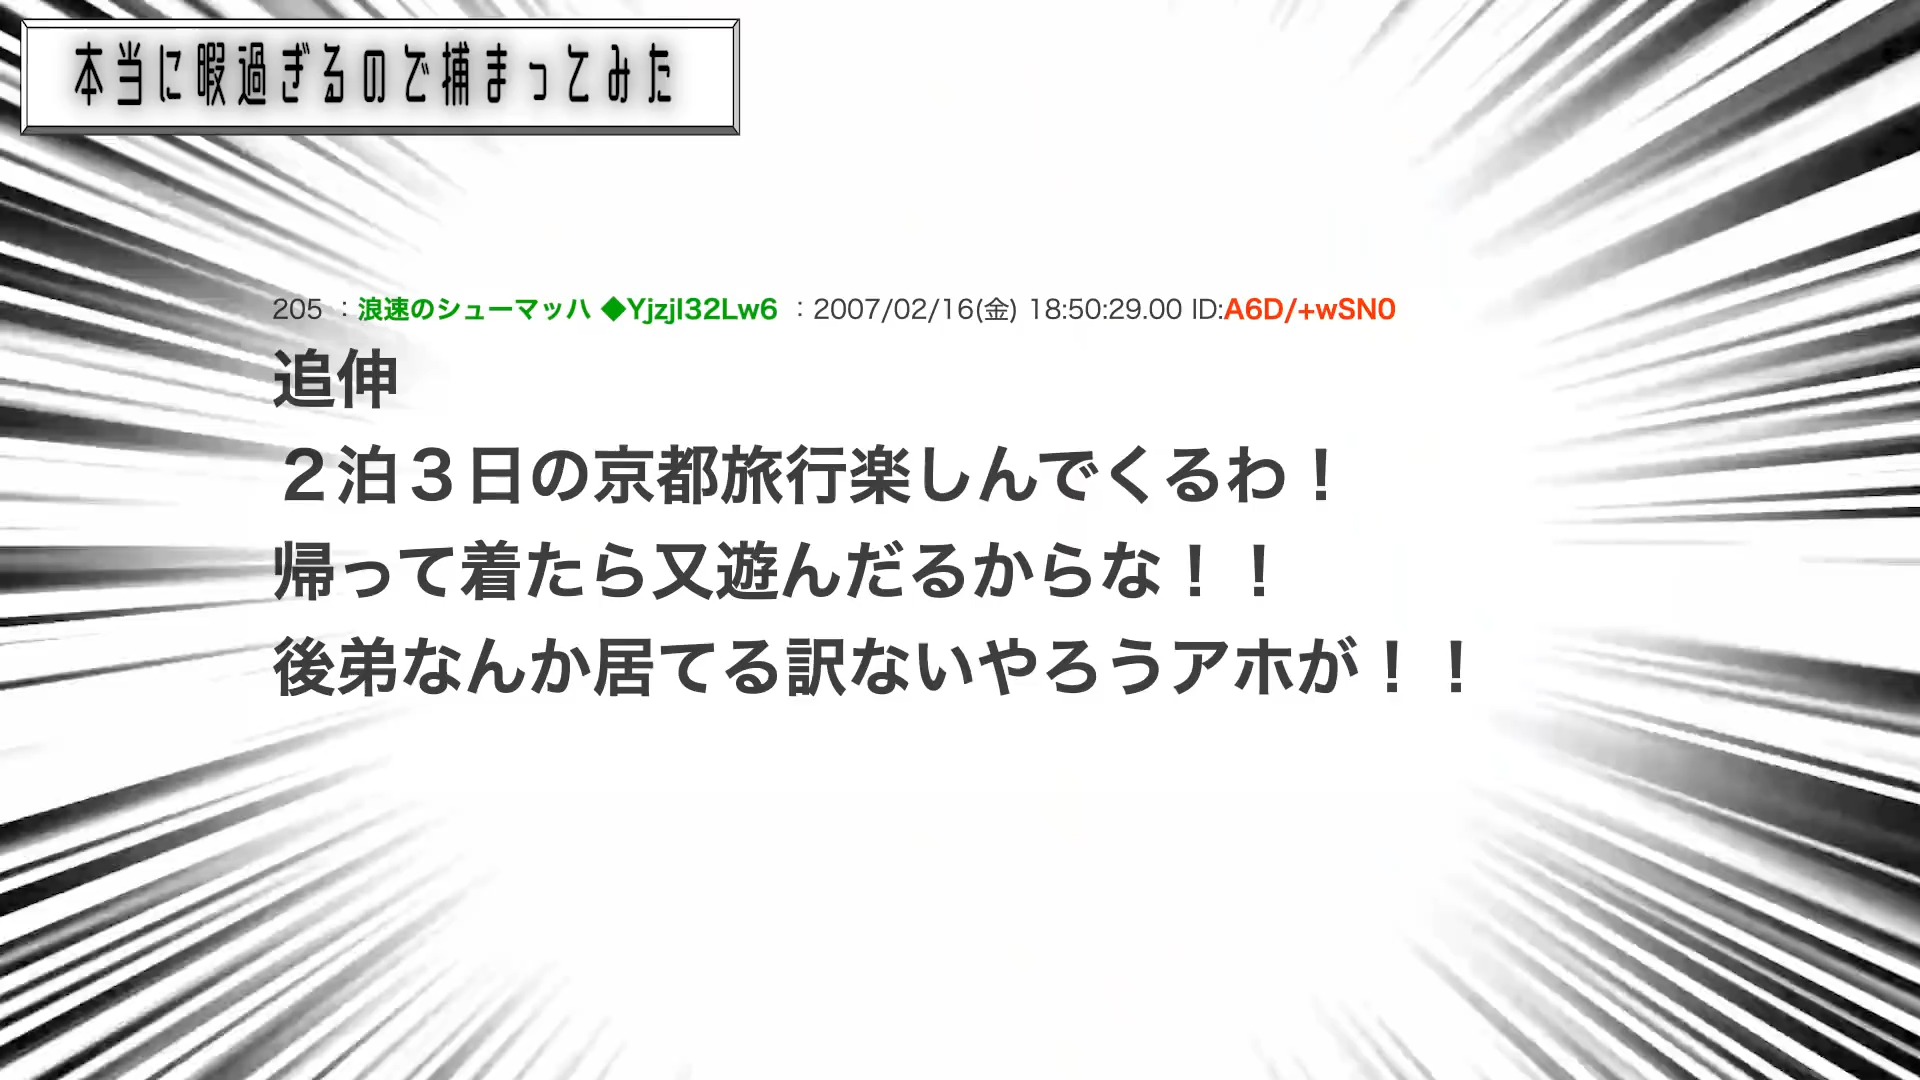 本当に暇過ぎるので捕まってみた
205 ：浪速のシューマッハ ◆YjzjI32Lw6 ：2007/02/16(金) 18:50:29.00 ID:A6D/+wSN0
追伸
２泊３日の京都旅行楽しんでくるわ！
帰って着たら又遊んだるからな！！
後弟なんか居てる訳ないやろうアホが！！